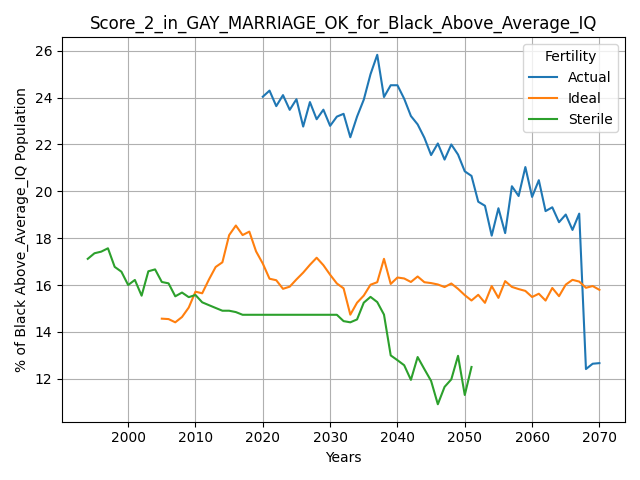 Score_2_in_GAY_MARRIAGE_OK_for_Black_Above_Average_IQ
Fertility
Actual
Ideal
Sterile
% of Black Above_Average_IQ Population
26
24
22
20
18
16
14
12
2000 2010 2020 2030 2040 2050 2060 2070
Years